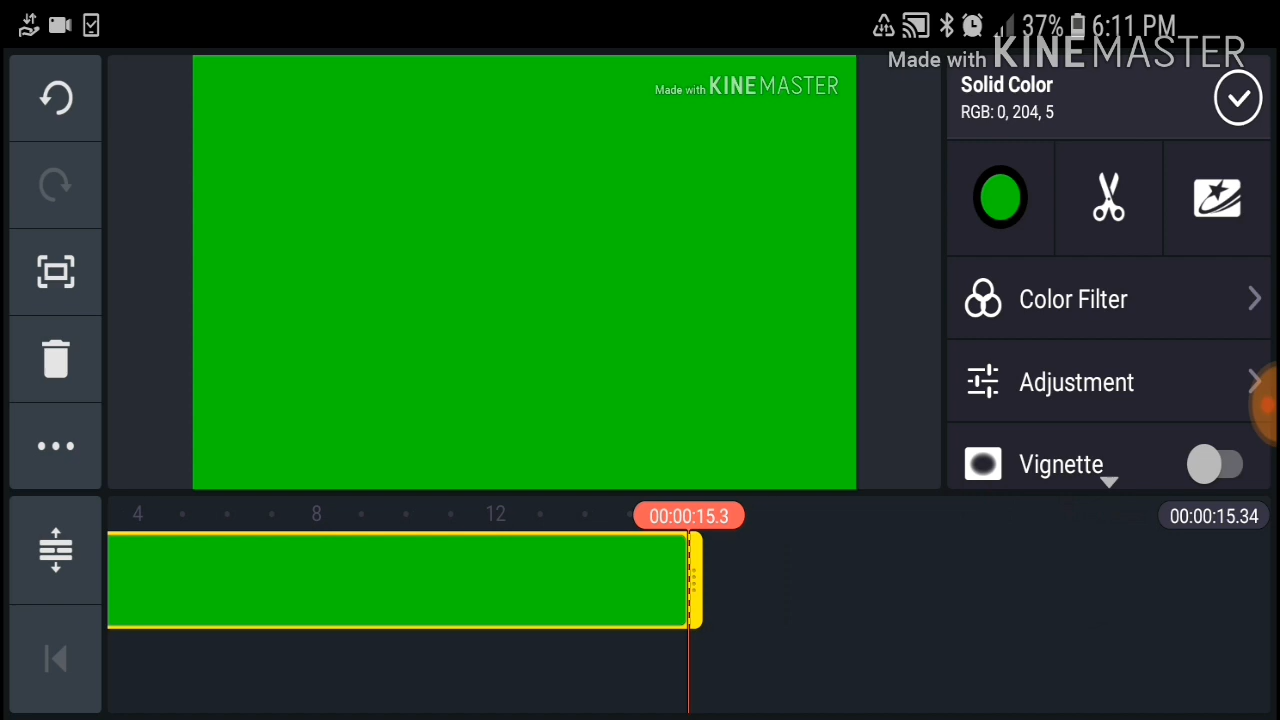 37% 6:11 PM
Made with KINEMASTER
Made with KINEMASTER
Solid Color
RGB: 0, 204, 5
Color Filter
Adjustment
Vignette
4 8 12 00:00:15.3 00:00:15.34